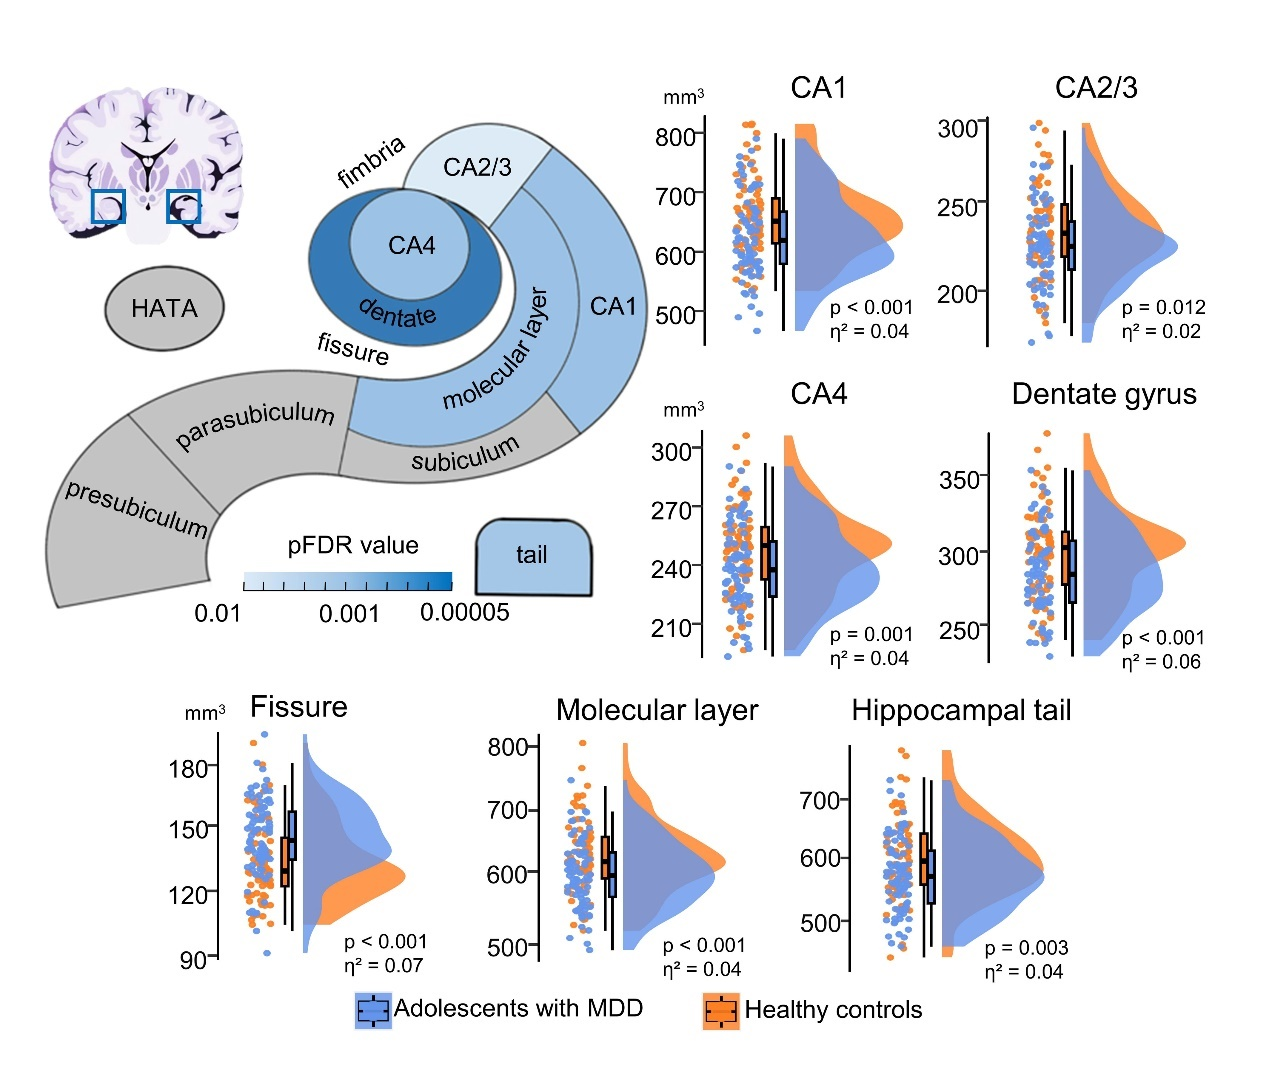 fimbria
CA2/3
CA4
dentate
fissure
molecular layer
CA1
HATA
parasubiculum
subiculum
presubiculum
pFDR value
0.01
0.001
0.00005
tail
CA1
mm³
800
700
600
500
p < 0.001
η² = 0.04
CA2/3
300
250
200
p = 0.012
η² = 0.02
CA4
mm³
300
270
240
210
p = 0.001
η² = 0.04
Dentate gyrus
350
300
250
p < 0.001
η² = 0.06
Fissure
mm³
180
150
120
90
p < 0.001
η² = 0.07
Molecular layer
800
700
600
500
p < 0.001
η² = 0.04
Hippocampal tail
700
600
500
p = 0.003
η² = 0.04
Adolescents with MDD
Healthy controls